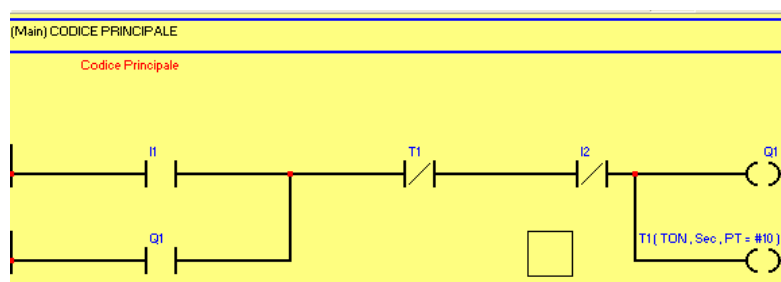 (Main) CODICE PRINCIPALE
Codice Principale
I1
T1
I2
Q1
Q1
T1( TON , Sec , PT = #10 )